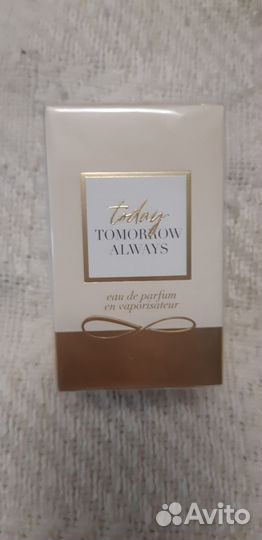 today
TOMORROW
ALWAYS
eau de parfum
en vaporisateur
Avito